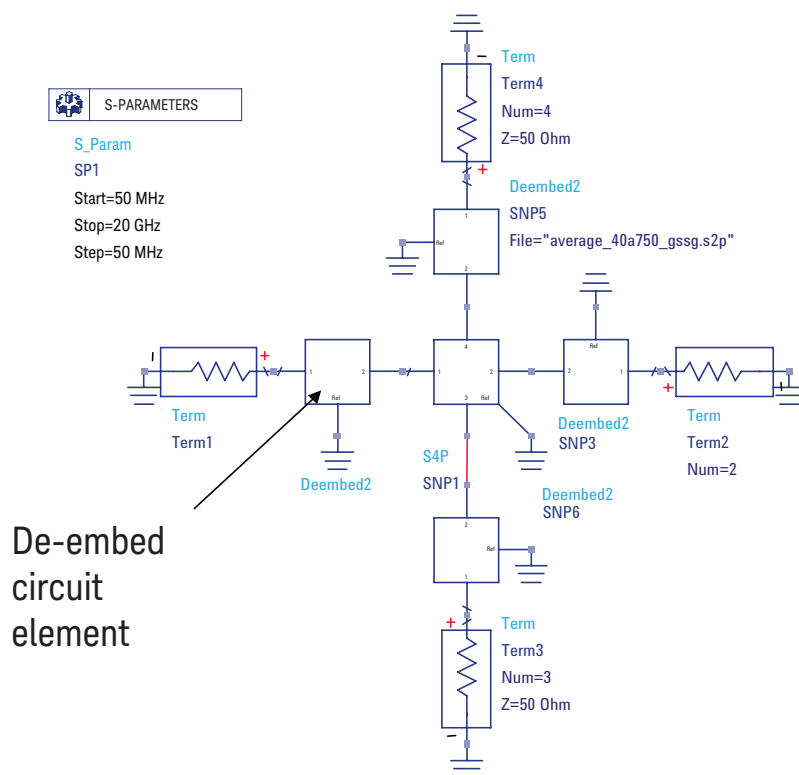 S-PARAMETERS
S_Param
SP1
Start=50 MHz
Stop=20 GHz
Step=50 MHz
Term
Term4
Num=4
Z=50 Ohm
+
Deembed2
SNP5
File="average_40a750_gssg.s2p"
1
Ref
2
+
Term
Term1
1
2
Ref
Deembed2
4
1
2
3
Ref
S4P
SNP1
Ref
2
1
Deembed2
SNP3
+
Term
Term2
Num=2
Deembed2
SNP6
2
Ref
1
+
Term
Term3
Num=3
Z=50 Ohm
De-embed
circuit
element